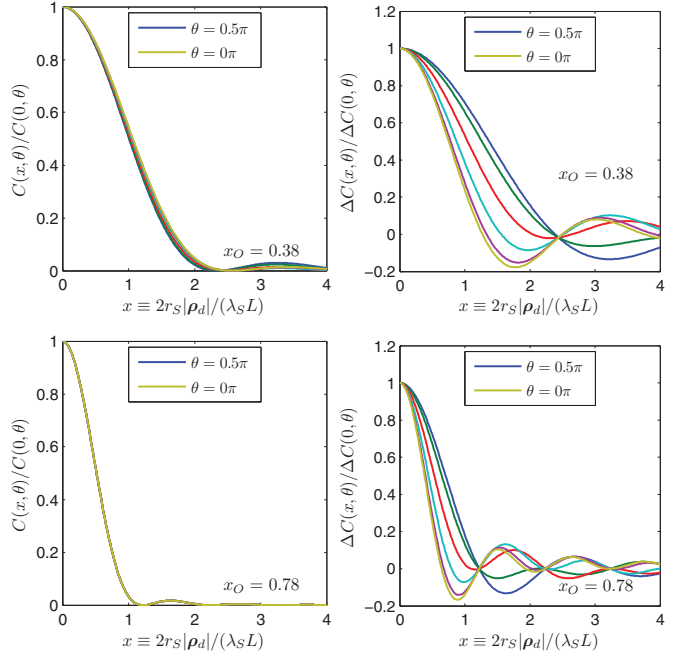 C(x, θ)/C(0, θ)
1
0.8
0.6
0.4
0.2
0
θ = 0.5π
θ = 0π
x_O = 0.38
0 1 2 3 4
x ≡ 2r_S|ρ_d|/(λ_S L)
ΔC(x, θ)/ΔC(0, θ)
1.2
1
0.8
0.6
0.4
0.2
0
−0.2
θ = 0.5π
θ = 0π
x_O = 0.38
0 1 2 3 4
x ≡ 2r_S|ρ_d|/(λ_S L)
C(x, θ)/C(0, θ)
1
0.8
0.6
0.4
0.2
0
θ = 0.5π
θ = 0π
x_O = 0.78
0 1 2 3 4
x ≡ 2r_S|ρ_d|/(λ_S L)
ΔC(x, θ)/ΔC(0, θ)
1.2
1
0.8
0.6
0.4
0.2
0
−0.2
θ = 0.5π
θ = 0π
x_O = 0.78
0 1 2 3 4
x ≡ 2r_S|ρ_d|/(λ_S L)